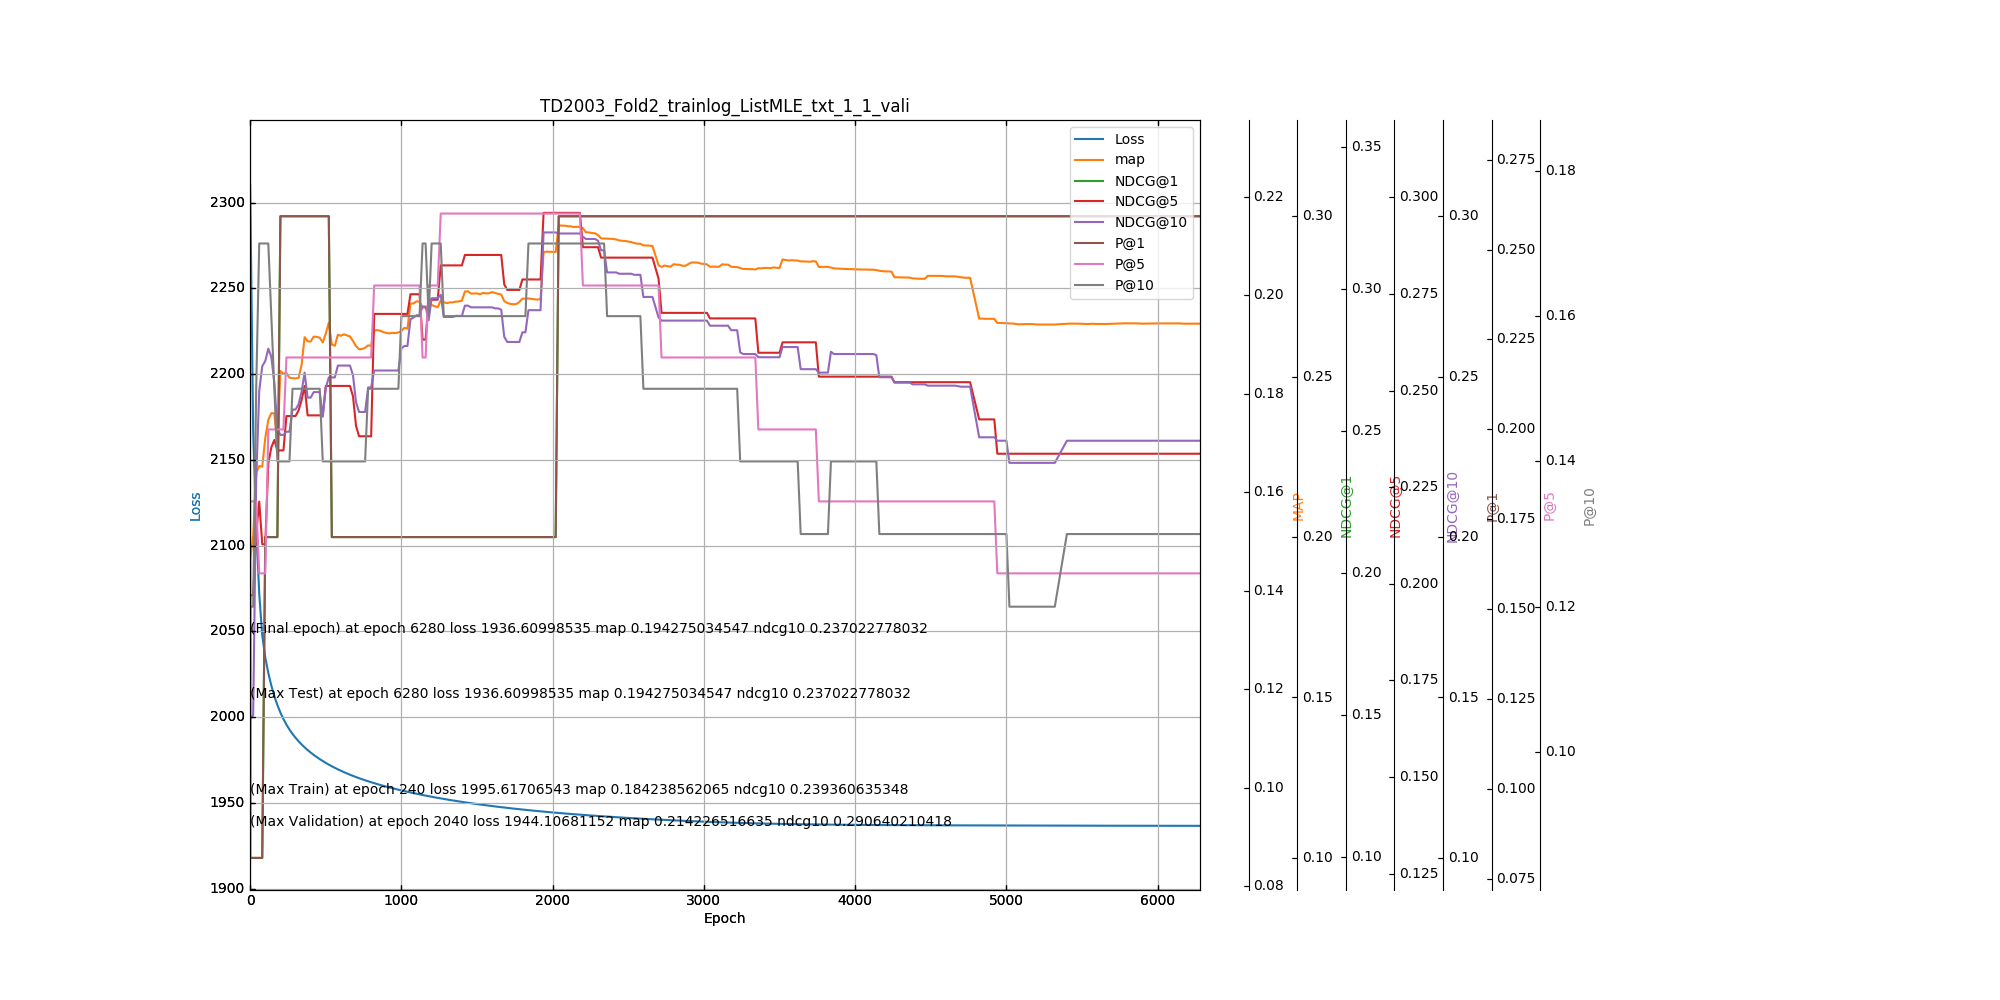 TD2003_Fold2_trainlog_ListMLE_txt_1_1_vali
Loss
map
NDCG@1
NDCG@5
NDCG@10
P@1
P@5
P@10
2300
2250
2200
2150
2100
2050
2000
1950
1900
Loss
(Final epoch) at epoch 6280 loss 1936.60998535 map 0.194275034547 ndcg10 0.237022778032
(Max Test) at epoch 6280 loss 1936.60998535 map 0.194275034547 ndcg10 0.237022778032
(Max Train) at epoch 240 loss 1995.61706543 map 0.184238562065 ndcg10 0.239360635348
(Max Validation) at epoch 2040 loss 1944.10681152 map 0.214226516635 ndcg10 0.290640210418
0 1000 2000 3000 4000 5000 6000
Epoch
0.22
0.20
0.18
0.16
0.14
0.12
0.10
0.08
MAP
0.30
0.25
0.20
0.15
0.10
NDCG@1
0.35
0.30
0.25
0.20
0.15
0.10
NDCG@5
0.300
0.275
0.250
0.225
0.200
0.175
0.150
0.125
NDCG@10
0.30
0.25
0.20
0.15
0.10
P@1
0.275
0.250
0.225
0.200
0.175
0.150
0.125
0.100
0.075
P@5
0.18
0.16
0.14
0.12
0.10
P@10